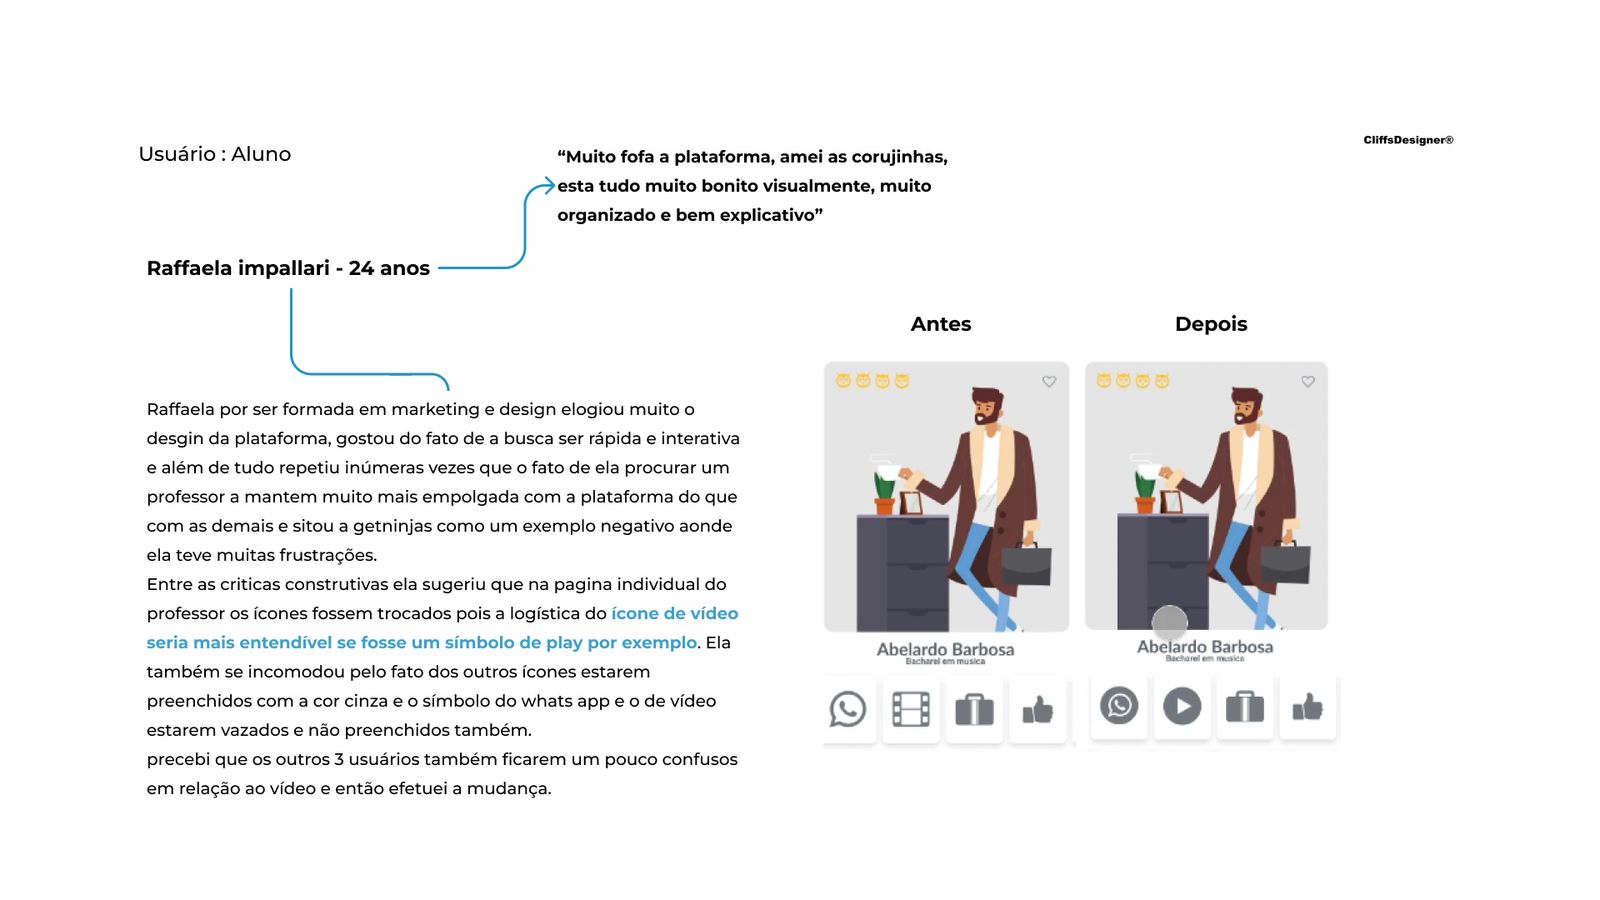 CliffsDesigner®
Usuário : Aluno
“Muito fofa a plataforma, amei as corujinhas,
esta tudo muito bonito visualmente, muito
organizado e bem explicativo”
Raffaela impallari - 24 anos
Raffaela por ser formada em marketing e design elogiou muito o
desgin da plataforma, gostou do fato de a busca ser rápida e interativa
e além de tudo repetiu inúmeras vezes que o fato de ela procurar um
professor a mantem muito mais empolgada com a plataforma do que
com as demais e sitou a getninjas como um exemplo negativo aonde
ela teve muitas frustrações.
Entre as criticas construtivas ela sugeriu que na pagina individual do
professor os ícones fossem trocados pois a logística do ícone de vídeo
seria mais entendível se fosse um símbolo de play por exemplo. Ela
também se incomodou pelo fato dos outros ícones estarem
preenchidos com a cor cinza e o símbolo do whats app e o de vídeo
estarem vazados e não preenchidos também.
precebi que os outros 3 usuários também ficarem um pouco confusos
em relação ao vídeo e então efetuei a mudança.
Antes
Abelardo Barbosa
Bacharel em musica
Depois
Abelardo Barbosa
Bacharel em musica